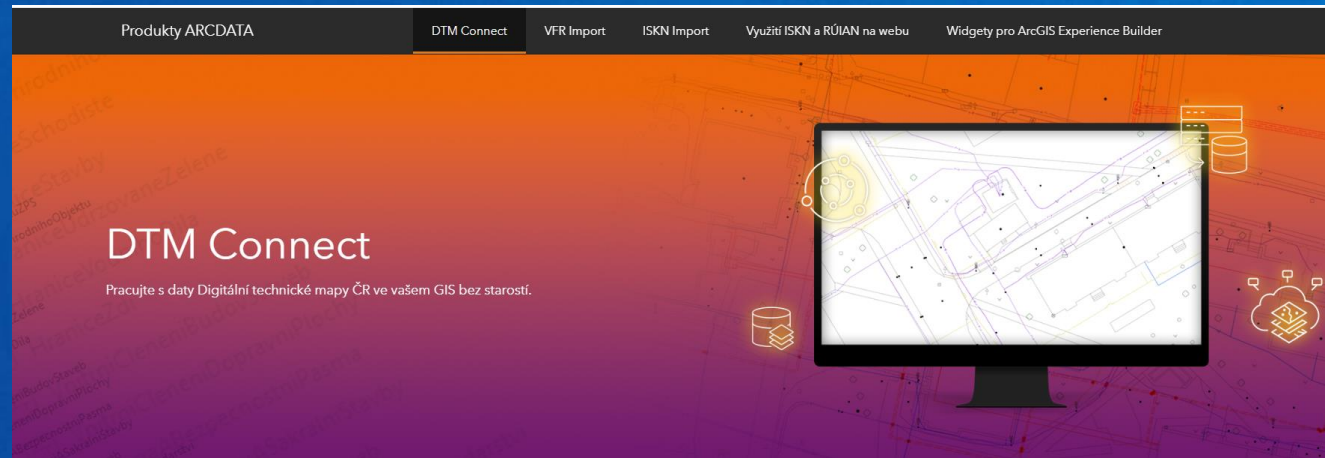 Produkty ARCDATA
DTM Connect
VFR Import
ISKN Import
Využití ISKN a RÚIAN na webu
Widgety pro ArcGIS Experience Builder
DTM Connect
Pracujte s daty Digitální technické mapy ČR ve vašem GIS bez starostí.